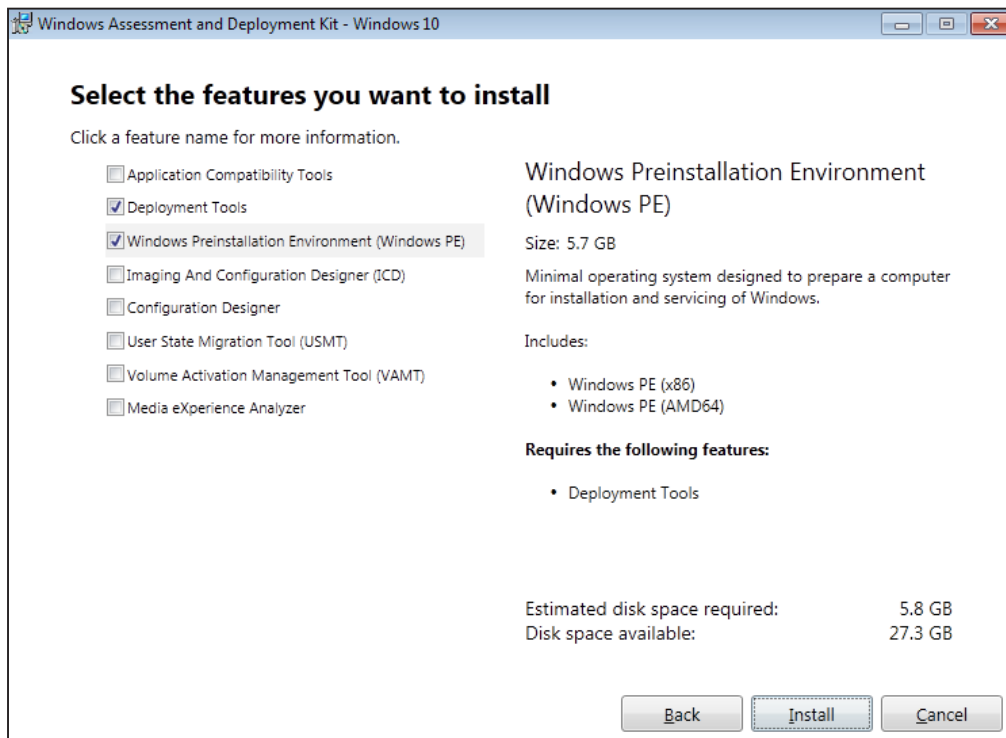 Windows Assessment and Deployment Kit - Windows 10
Select the features you want to install
Click a feature name for more information.
Application Compatibility Tools
Deployment Tools
Windows Preinstallation Environment (Windows PE)
Imaging And Configuration Designer (ICD)
Configuration Designer
User State Migration Tool (USMT)
Volume Activation Management Tool (VAMT)
Media eXperience Analyzer
Windows Preinstallation Environment
(Windows PE)
Size: 5.7 GB
Minimal operating system designed to prepare a computer
for installation and servicing of Windows.
Includes:
• Windows PE (x86)
• Windows PE (AMD64)
Requires the following features:
• Deployment Tools
Estimated disk space required: 5.8 GB
Disk space available: 27.3 GB
Back Install Cancel